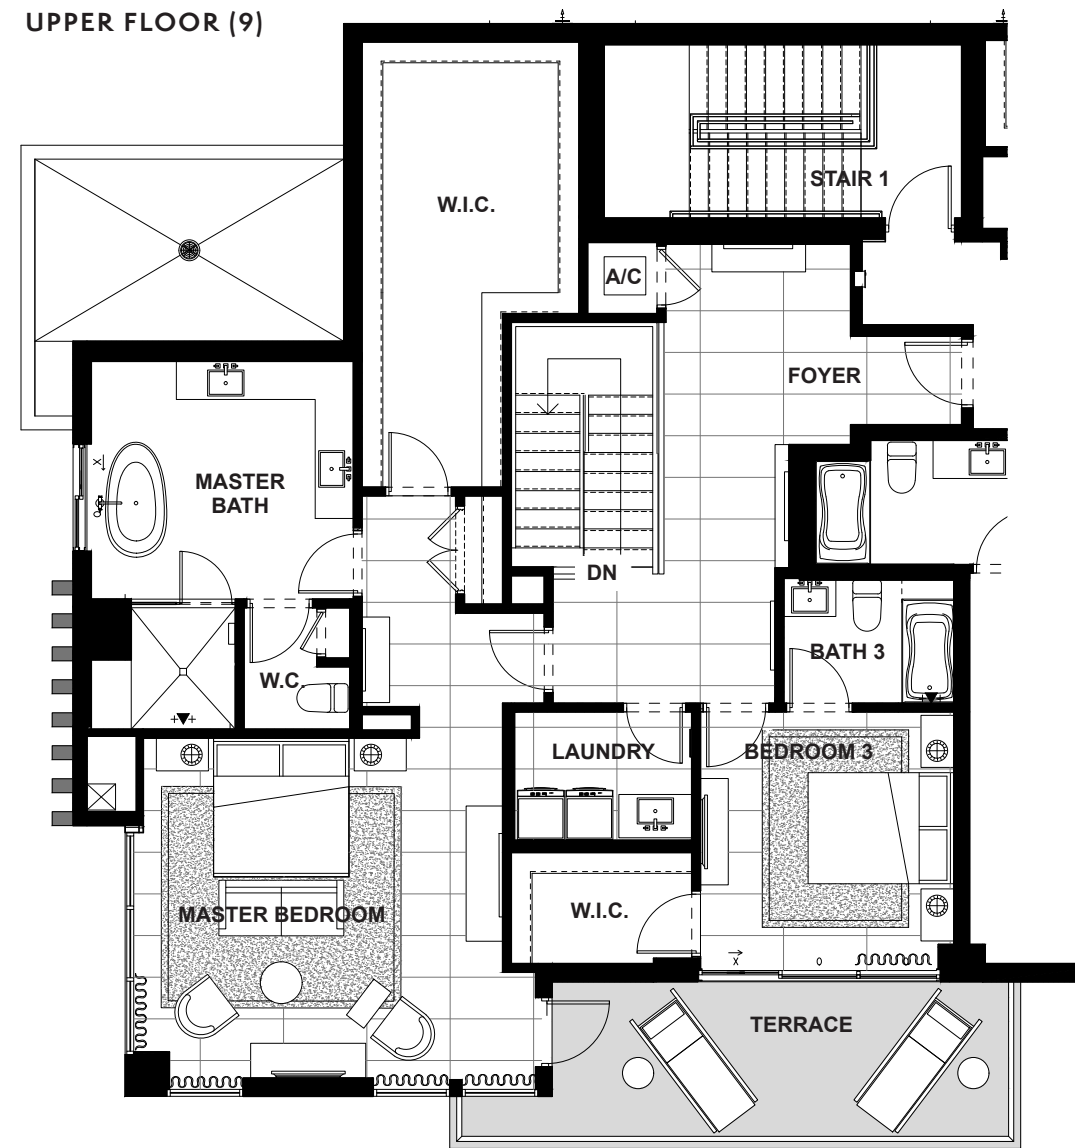 UPPER FLOOR (9)
STAIR 1
W.I.C.
A/C
FOYER
MASTER
BATH
X
DN
BATH 3
W.C.
LAUNDRY
BEDROOM 3
MASTER BEDROOM
W.I.C.
X
O
TERRACE